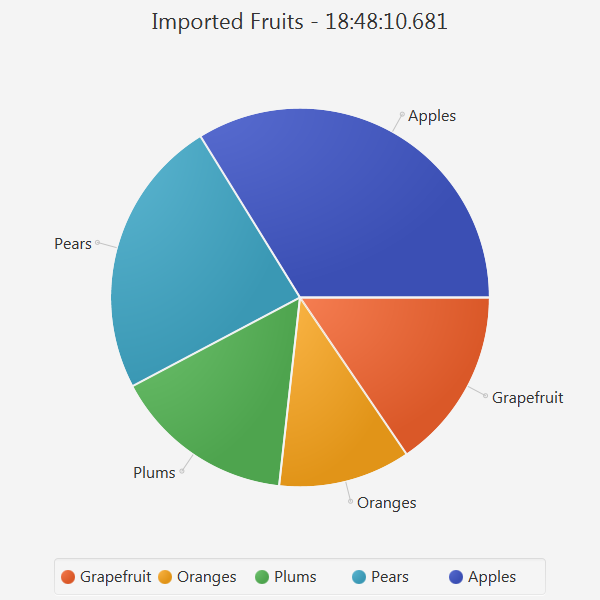 Imported Fruits - 18:48:10.681
Apples
Pears
Grapefruit
Plums
Oranges
Grapefruit Oranges Plums Pears Apples